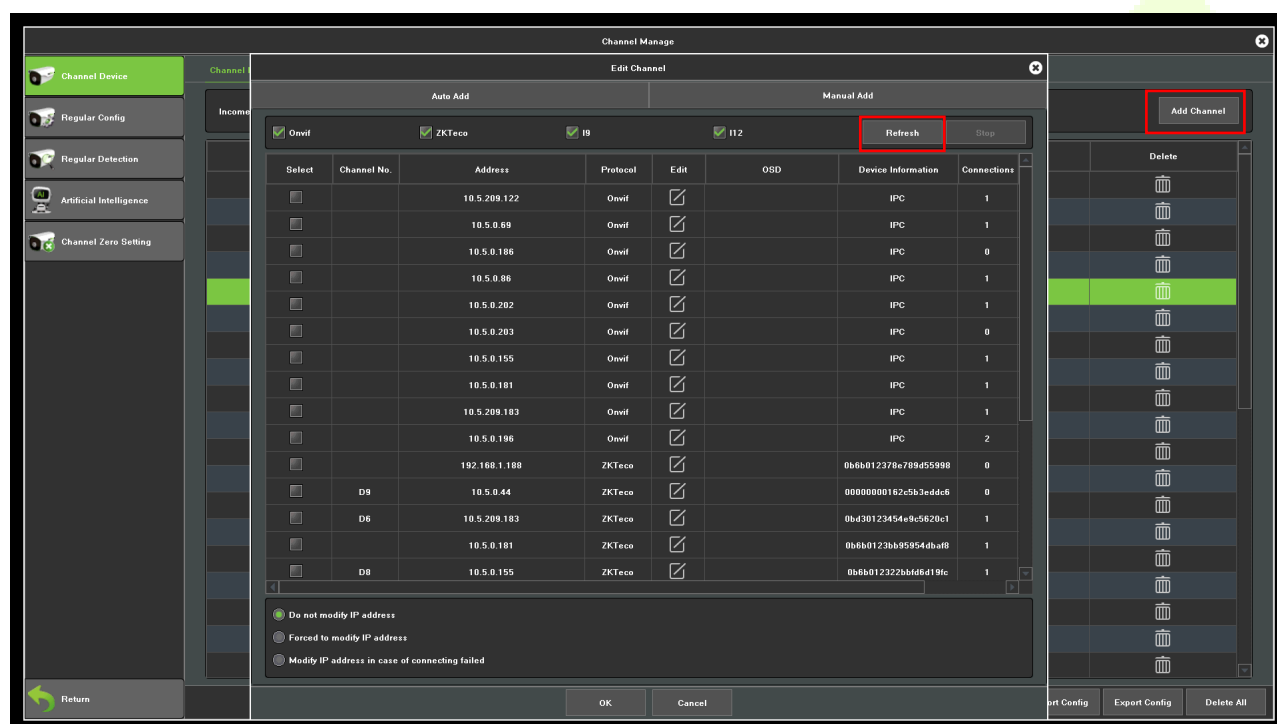 Channel Manage
Channel Device
Regular Config
Regular Detection
AI
Artificial Intelligence
Channel Zero Setting
Return
Channel
Income
Add Channel
Delete
Edit Channel
Auto Add Manual Add
Onvif ZKTeco I9 I12 Refresh Stop
Select Channel No. Address Protocol Edit OSD Device Information Connections
10.5.209.122 Onvif IPC 1
10.5.0.69 Onvif IPC 1
10.5.0.186 Onvif IPC 0
10.5.0.86 Onvif IPC 1
10.5.0.202 Onvif IPC 1
10.5.0.203 Onvif IPC 0
10.5.0.155 Onvif IPC 1
10.5.0.181 Onvif IPC 1
10.5.209.183 Onvif IPC 1
10.5.0.196 Onvif IPC 2
192.168.1.188 ZKTeco 0b6b012378e789d55998 0
D9 10.5.0.44 ZKTeco 00000000162c5b3eddc6 0
D6 10.5.209.183 ZKTeco 0bd30123454e9c5620c1 1
10.5.0.181 ZKTeco 0b6b0123bb95954dbaf8 1
D8 10.5.0.155 ZKTeco 0b6b012322bbfd6d19fc 1
Do not modify IP address
Forced to modify IP address
Modify IP address in case of connecting failed
OK Cancel
ort Config Export Config Delete All